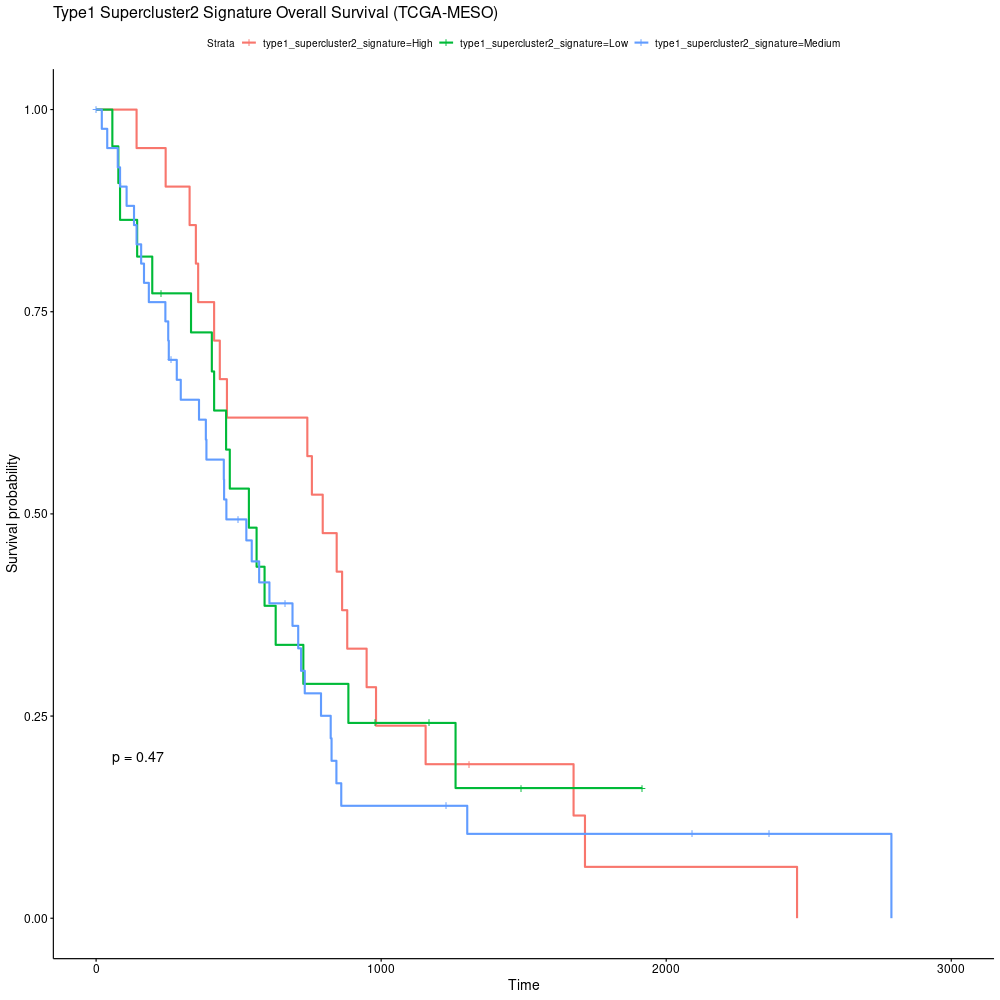 Type1 Supercluster2 Signature Overall Survival (TCGA-MESO)
Strata type1_supercluster2_signature=High type1_supercluster2_signature=Low type1_supercluster2_signature=Medium
1.00
0.75
0.50
0.25
0.00
Survival probability
p = 0.47
0 1000 2000 3000
Time